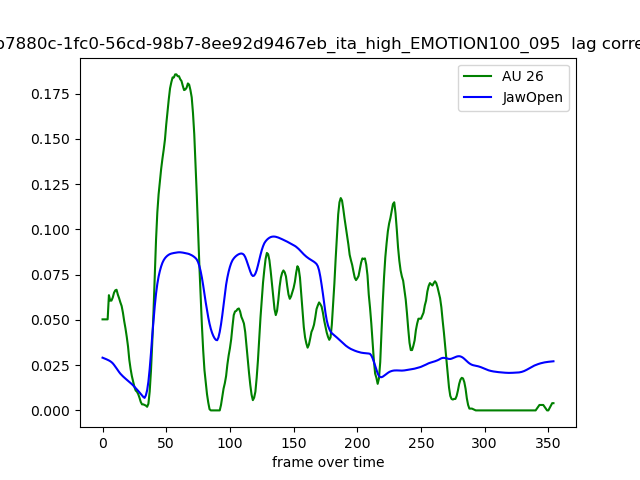 b7880c-1fc0-56cd-98b7-8ee92d9467eb_ita_high_EMOTION100_095 lag corre
AU 26
JawOpen
0.175
0.150
0.125
0.100
0.075
0.050
0.025
0.000
0 50 100 150 200 250 300 350
frame over time